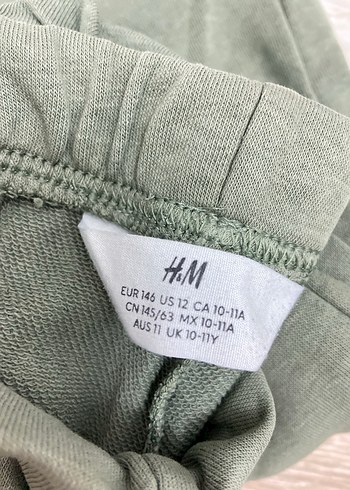 H&M
EUR 146 US 12 CA 10-11A
CN 145/63 MX 10-11A
AUS 11 UK 10-11Y